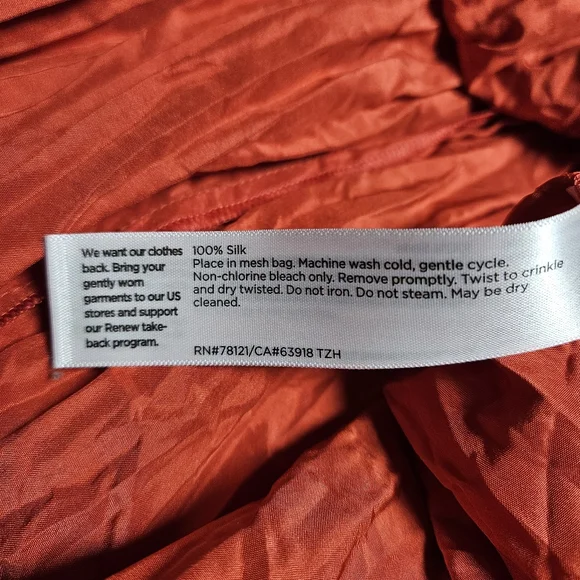 We want our clothes
back. Bring your
gently worn
garments to our US
stores and support
our Renew take-
back program.
100% Silk
Place in mesh bag. Machine wash cold, gentle cycle.
Non-chlorine bleach only. Remove promptly. Twist to crinkle
and dry twisted. Do not iron. Do not steam. May be dry
cleaned.
RN#78121/CA#63918 TZH